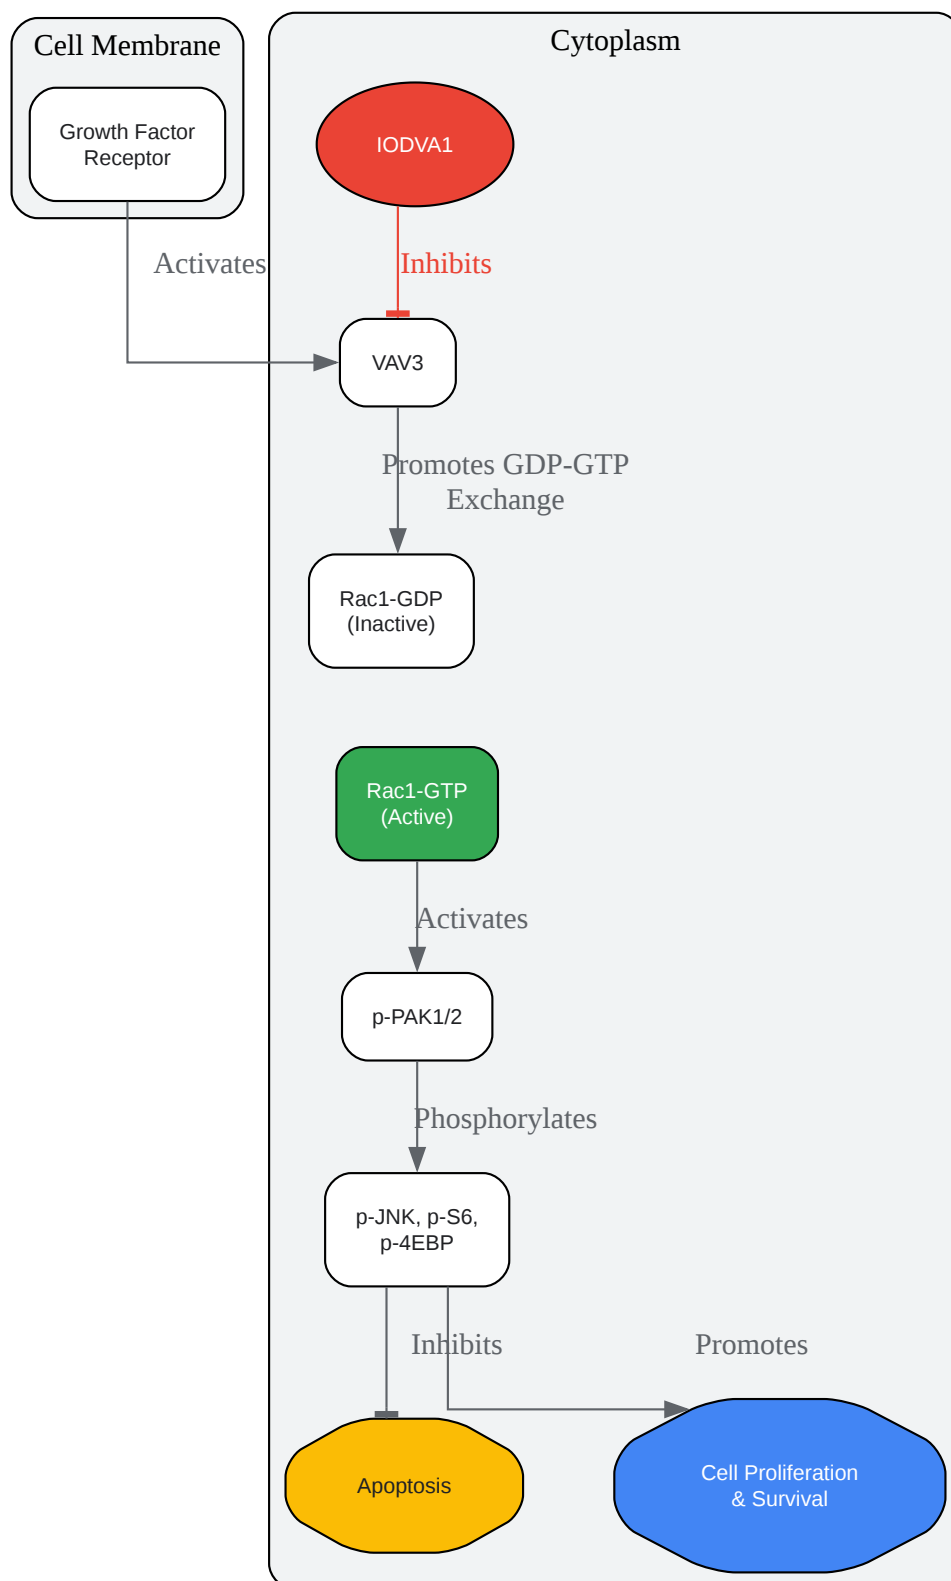 Cell Membrane
Growth Factor
Receptor
Cytoplasm
IODVA1
Activates
Inhibits
VAV3
Promotes GDP-GTP
Exchange
Rac1-GDP
(Inactive)
Rac1-GTP
(Active)
Activates
p-PAK1/2
Phosphorylates
p-JNK, p-S6,
p-4EBP
Inhibits
Promotes
Apoptosis
Cell Proliferation
& Survival